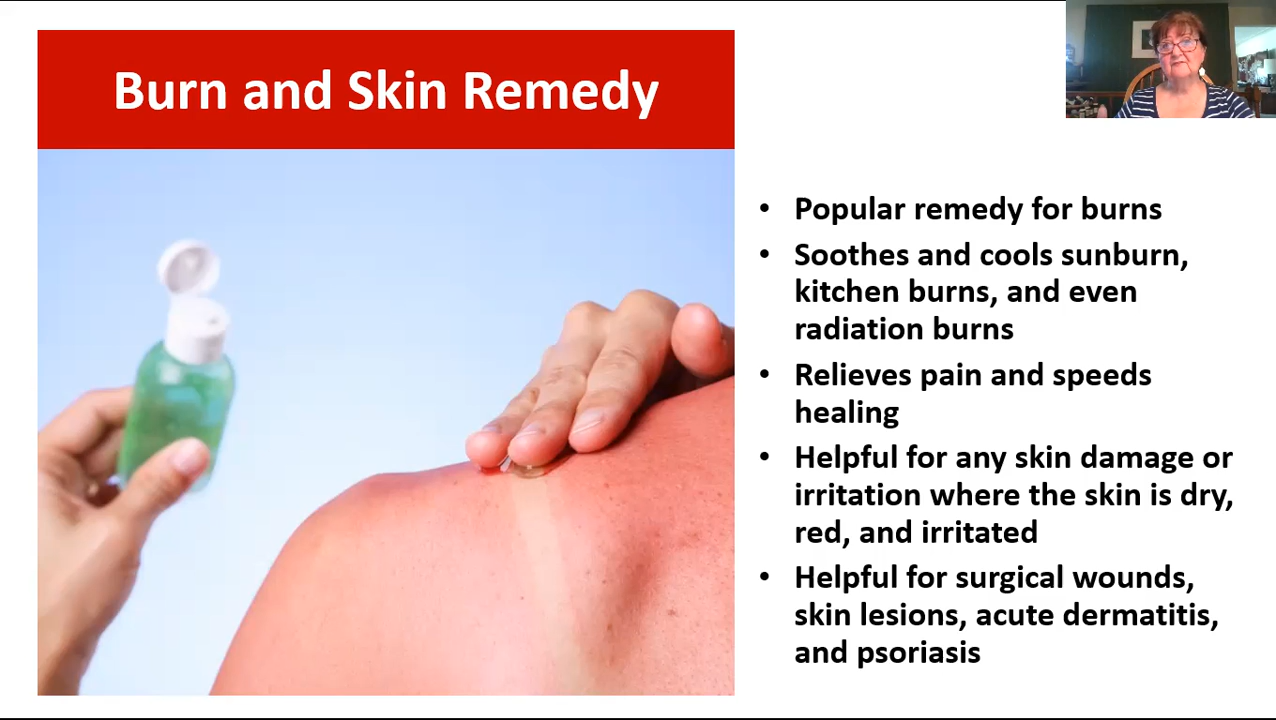 Burn and Skin Remedy
• Popular remedy for burns
• Soothes and cools sunburn,
kitchen burns, and even
radiation burns
• Relieves pain and speeds
healing
• Helpful for any skin damage or
irritation where the skin is dry,
red, and irritated
• Helpful for surgical wounds,
skin lesions, acute dermatitis,
and psoriasis